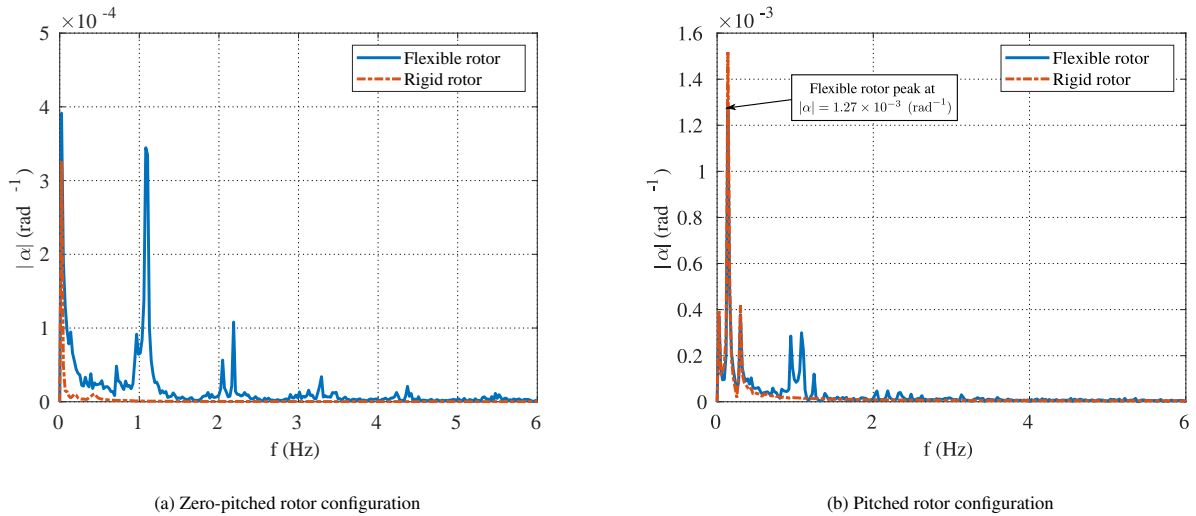 ×10⁻⁴
5
4
3
2
1
0
|α| (rad ⁻¹)
0 1 2 3 4 5 6
f (Hz)
Flexible rotor
Rigid rotor
(a) Zero-pitched rotor configuration
×10⁻³
1.6
1.4
1.2
1
0.8
0.6
0.4
0.2
0
|α| (rad ⁻¹)
0 2 4 6
f (Hz)
Flexible rotor
Rigid rotor
Flexible rotor peak at
|α| = 1.27 × 10⁻³ (rad⁻¹)
(b) Pitched rotor configuration